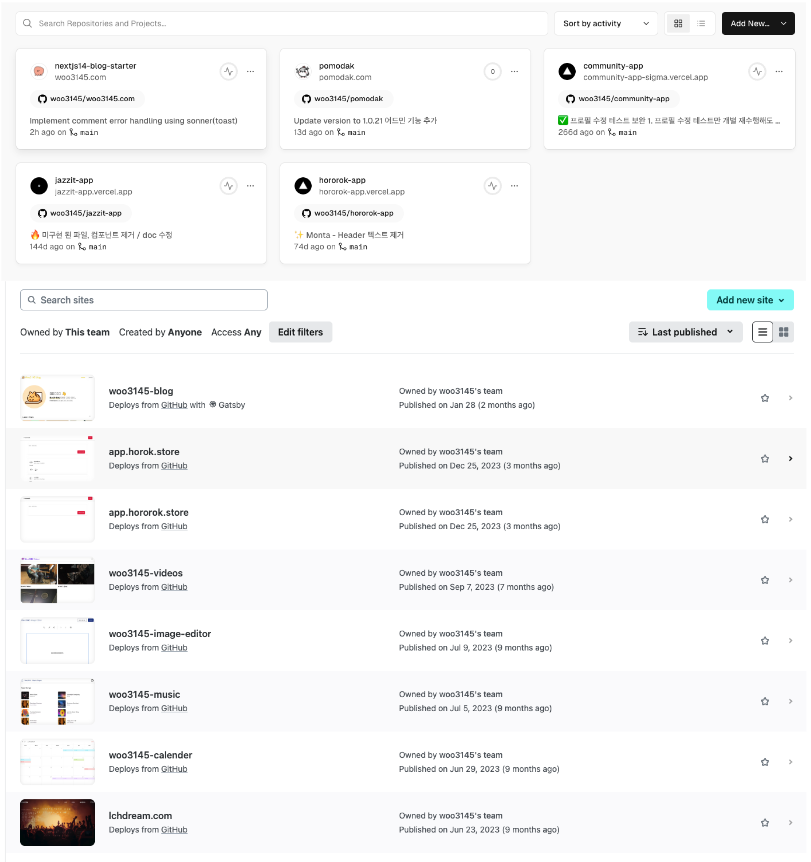 Search Repositories and Projects...
Sort by activity
Add New...
nextjs14-blog-starter
woo3145.com
woo3145/woo3145.com
Implement comment error handling using sonner(toast)
2h ago on main
pomodak
pomodak.com
0
woo3145/pomodak
Update version to 1.0.21 어드민 기능 추가
13d ago on main
community-app
community-app-sigma.vercel.app
woo3145/community-app
✅ 프로필 수정 테스트 보완 1. 프로필 수정 테스트만 개별 재수행해도 ...
266d ago on main
jazzit-app
jazzit-app.vercel.app
woo3145/jazzit-app
🔥 미구현 된 파일, 컴포넌트 제거 / doc 수정
144d ago on main
hororok-app
hororok-app.vercel.app
woo3145/hororok-app
✨ Monta - Header 텍스트 제거
74d ago on main
Search sites
Add new site
Owned by This team Created by Anyone Access Any Edit filters
Last published
woo3145-blog
Deploys from GitHub with Gatsby
Owned by woo3145's team
Published on Jan 28 (2 months ago)
app.horok.store
Deploys from GitHub
Owned by woo3145's team
Published on Dec 25, 2023 (3 months ago)
app.hororok.store
Deploys from GitHub
Owned by woo3145's team
Published on Dec 25, 2023 (3 months ago)
woo3145-videos
Deploys from GitHub
Owned by woo3145's team
Published on Sep 7, 2023 (7 months ago)
woo3145-image-editor
Deploys from GitHub
Owned by woo3145's team
Published on Jul 9, 2023 (9 months ago)
woo3145-music
Deploys from GitHub
Owned by woo3145's team
Published on Jul 5, 2023 (9 months ago)
woo3145-calender
Deploys from GitHub
Owned by woo3145's team
Published on Jun 29, 2023 (9 months ago)
lchdream.com
Deploys from GitHub
Owned by woo3145's team
Published on Jun 23, 2023 (9 months ago)